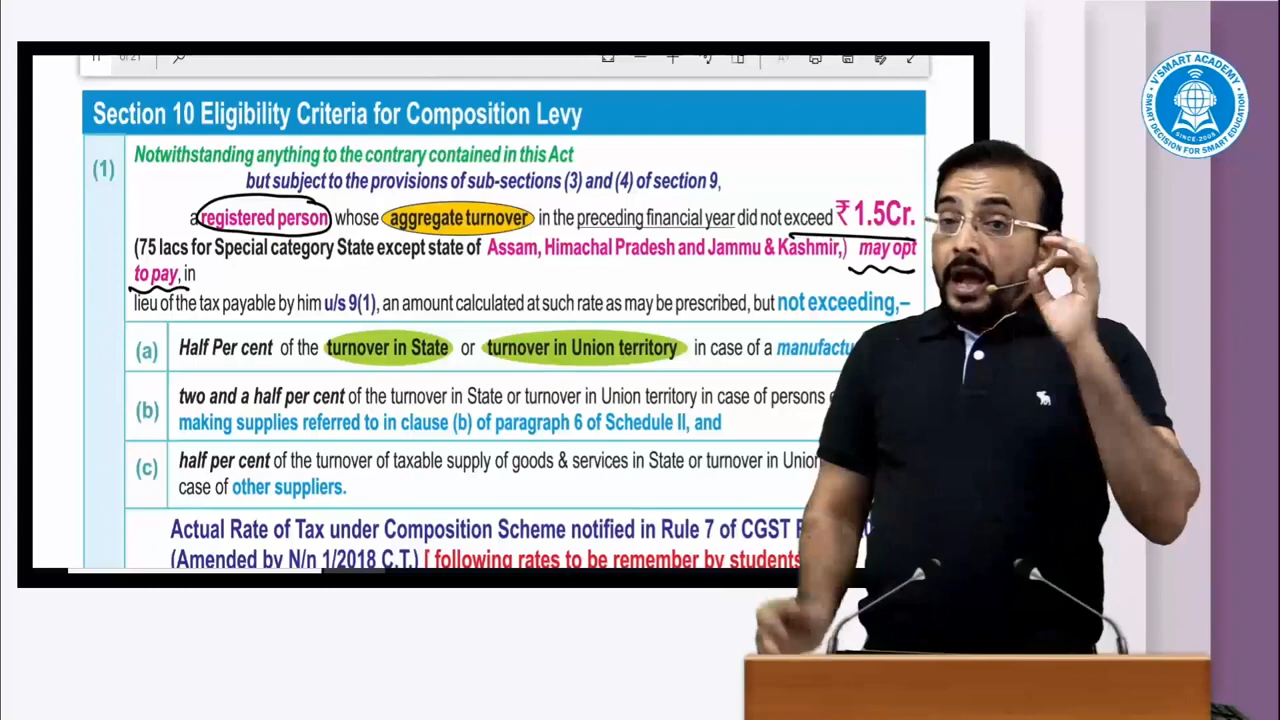 Section 10 Eligibility Criteria for Composition Levy
(1) Notwithstanding anything to the contrary contained in this Act
but subject to the provisions of sub-sections (3) and (4) of section 9,
a registered person whose aggregate turnover in the preceding financial year did not exceed ₹ 1.5Cr.
(75 lacs for Special category State except state of Assam, Himachal Pradesh and Jammu & Kashmir,) may opt
to pay, in
lieu of the tax payable by him u/s 9(1), an amount calculated at such rate as may be prescribed, but not exceeding,–
(a) Half Per cent of the turnover in State or turnover in Union territory in case of a
(b) two and a half per cent of the turnover in State or turnover in Union territory in case of persons
making supplies referred to in clause (b) of paragraph 6 of Schedule II, and
(c) half per cent of the turnover of taxable supply of goods & services in State or turnover in Union
case of other suppliers.
Actual Rate of Tax under Composition Scheme notified in Rule 7 of CGST
(Amended by N/n 1/2018 C.T.) [ following rates to be remember by students
V'SMART ACADEMY
SMART DECISION FOR SMART EDUCATION